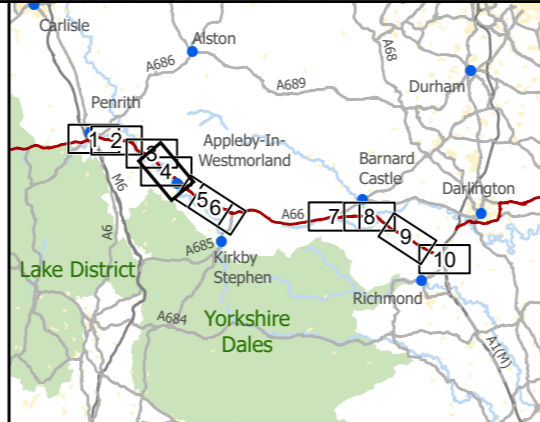 Carlisle
Alston
A686
A68
A689
Durham
Penrith
1
2
3
4
5
6
7
8
9
10
Appleby-In-
Westmorland
Barnard
Castle
Darlington
M6
A6
A66
A685
Kirkby
Stephen
Lake District
Richmond
A684
Yorkshire
Dales
A1(M)